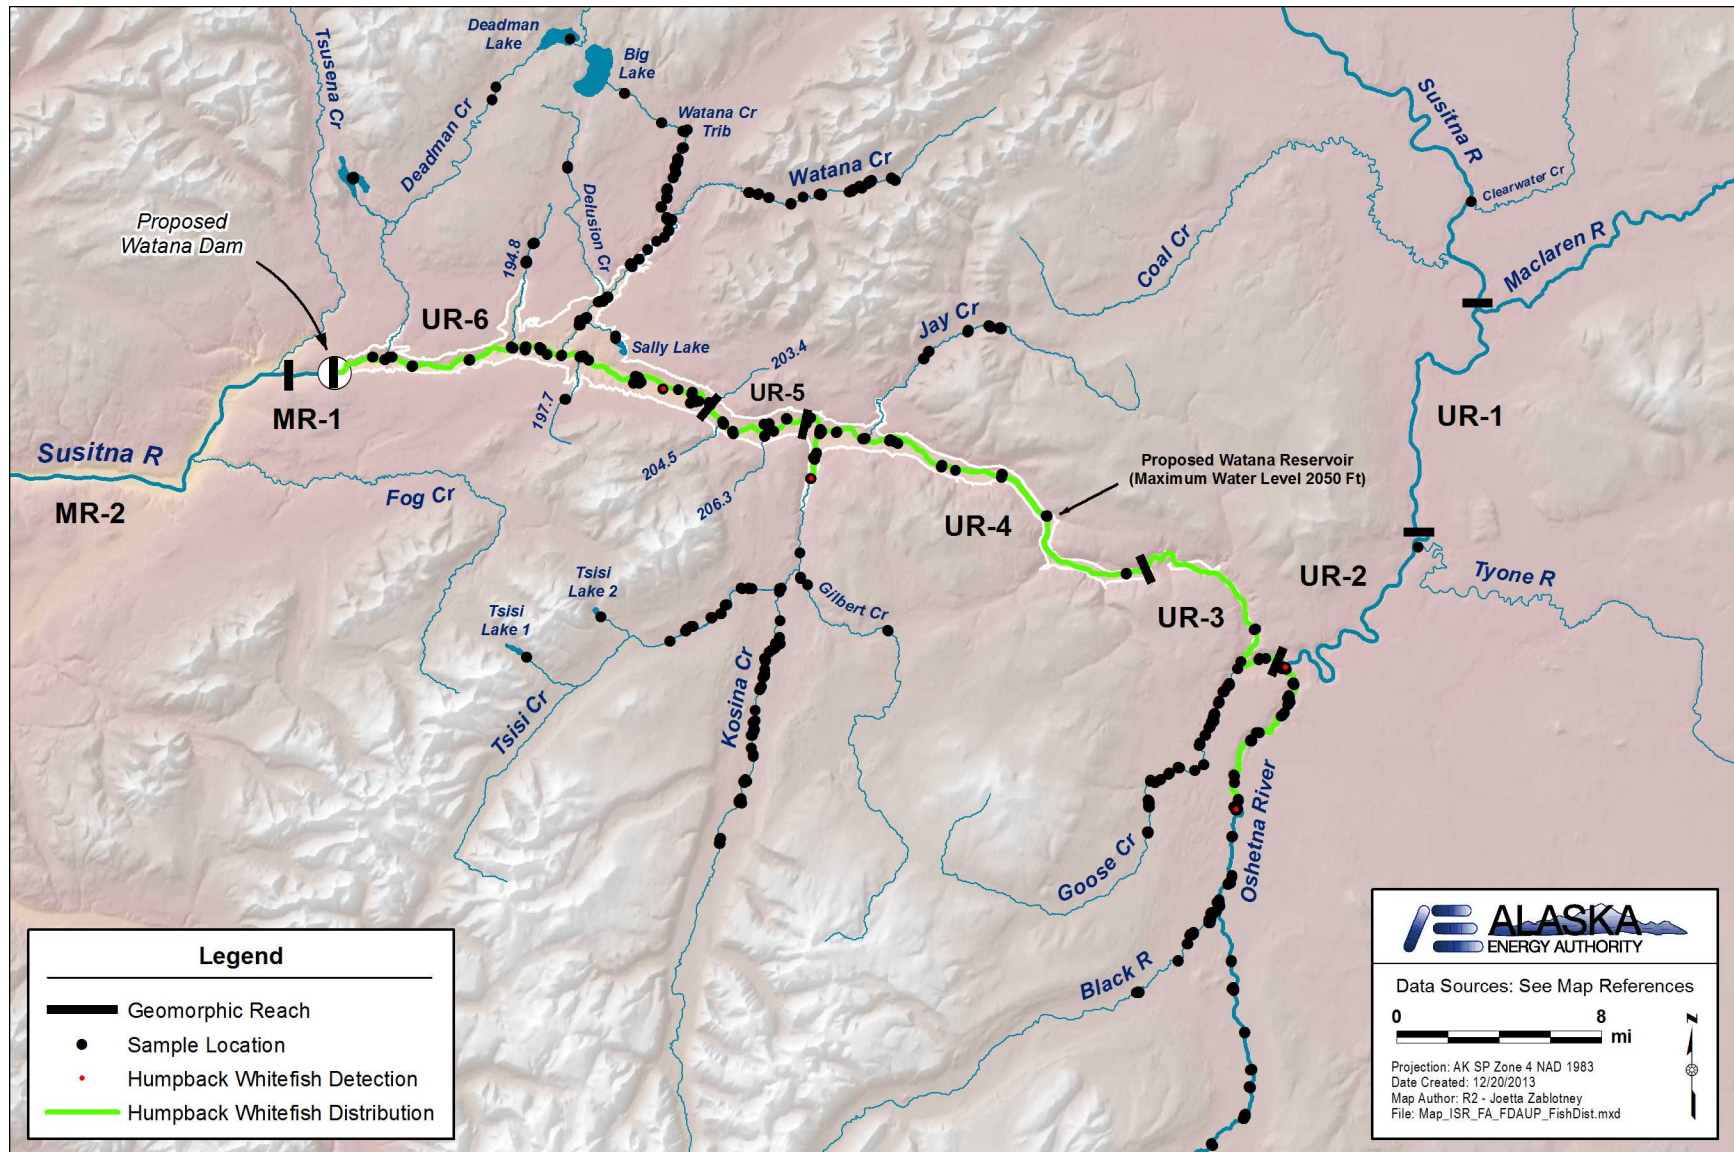 Deadman
Lake
Big
Lake
Tsusena Cr
Deadman Cr
Watana Cr
Trib
Watana Cr
Delusion Cr
194.8
Proposed
Watana Dam
UR-6
Sally Lake
197.7
203.4
UR-5
204.5
206.3
Jay Cr
Coal Cr
Susitna R
Clearwater Cr
Maclaren R
UR-1
MR-1
Susitna R
MR-2
Fog Cr
Proposed Watana Reservoir
(Maximum Water Level 2050 Ft)
UR-4
UR-2
Tyone R
UR-3
Tsisi
Lake 2
Tsisi
Lake 1
Gilbert Cr
Kosina Cr
Tsisi Cr
Goose Cr
Oshetna River
Black R
Legend
Geomorphic Reach
Sample Location
Humpback Whitefish Detection
Humpback Whitefish Distribution
ALASKA
ENERGY AUTHORITY
Data Sources: See Map References
0 8
mi
Z
Projection: AK SP Zone 4 NAD 1983
Date Created: 12/20/2013
Map Author: R2 - Joetta Zablotney
File: Map_ISR_FA_FDAUP_FishDist.mxd